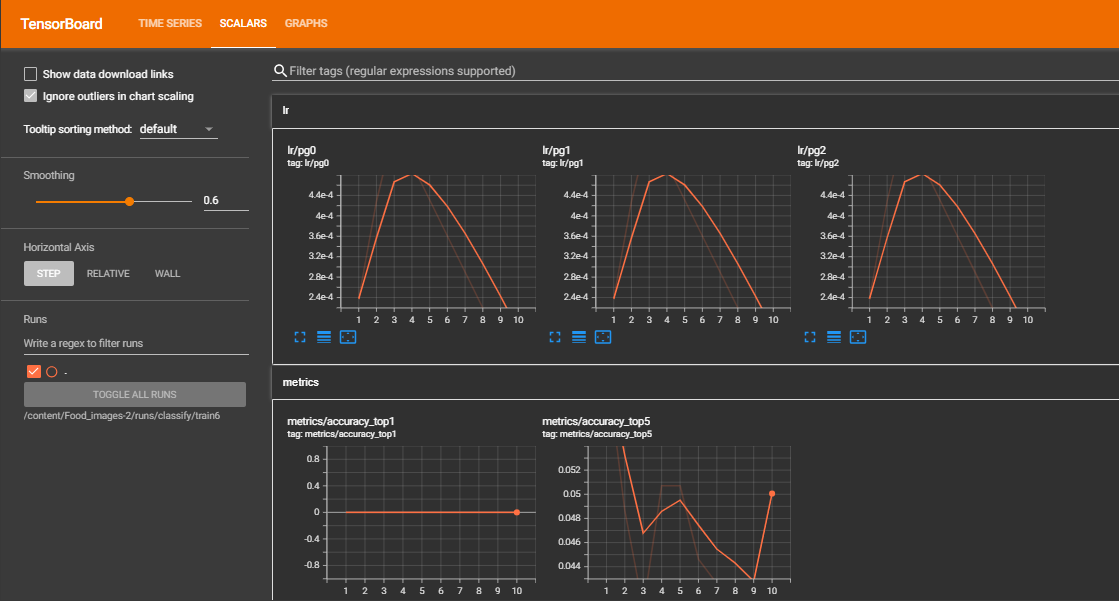 TensorBoard TIME SERIES SCALARS GRAPHS
Show data download links
Ignore outliers in chart scaling
Tooltip sorting method: default
Smoothing
0.6
Horizontal Axis
STEP RELATIVE WALL
Runs
Write a regex to filter runs
.
TOGGLE ALL RUNS
/content/Food_images-2/runs/classify/train6
Filter tags (regular expressions supported)
lr
lr/pg0
tag: lr/pg0
4.4e-4
4e-4
3.6e-4
3.2e-4
2.8e-4
2.4e-4
1 2 3 4 5 6 7 8 9 10
lr/pg1
tag: lr/pg1
4.4e-4
4e-4
3.6e-4
3.2e-4
2.8e-4
2.4e-4
1 2 3 4 5 6 7 8 9 10
lr/pg2
tag: lr/pg2
4.4e-4
4e-4
3.6e-4
3.2e-4
2.8e-4
2.4e-4
1 2 3 4 5 6 7 8 9 10
metrics
metrics/accuracy_top1
tag: metrics/accuracy_top1
0.8
0.4
0
-0.4
-0.8
1 2 3 4 5 6 7 8 9 10
metrics/accuracy_top5
tag: metrics/accuracy_top5
0.052
0.05
0.048
0.046
0.044
1 2 3 4 5 6 7 8 9 10